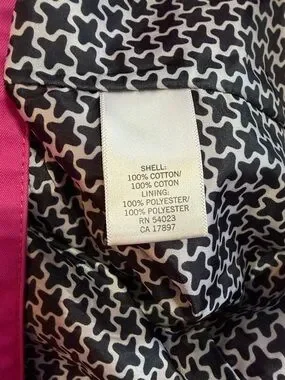 SHELL:
100% COTTON/
100% COTON
LINING:
100% POLYESTER/
100% POLYESTER
RN 54023
CA 17897